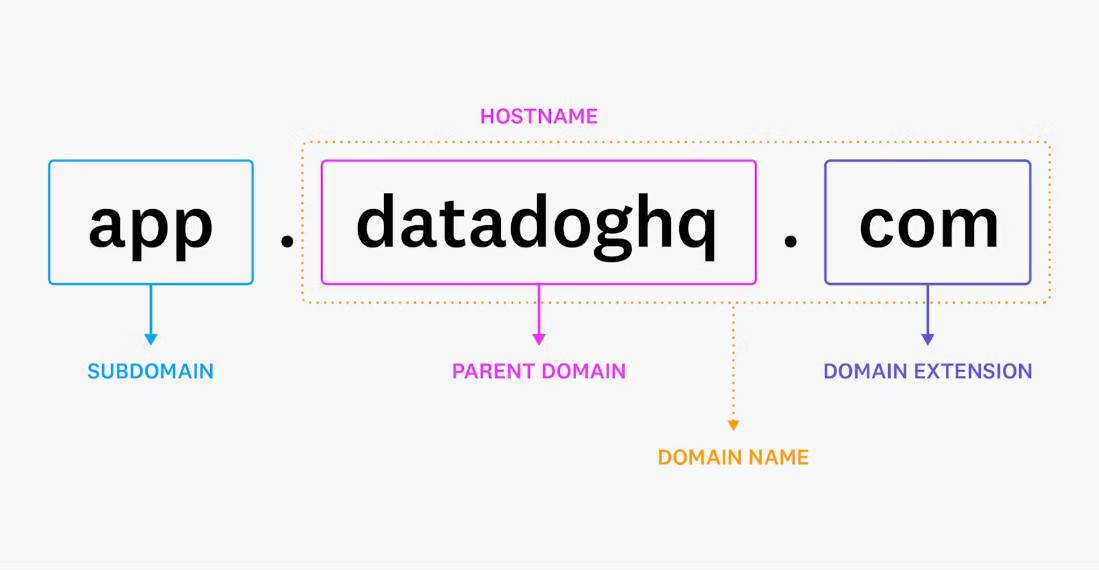 HOSTNAME
app . datadoghq . com
SUBDOMAIN
PARENT DOMAIN
DOMAIN EXTENSION
DOMAIN NAME